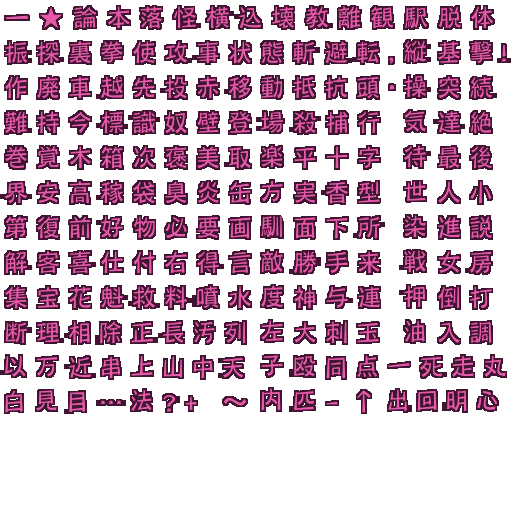 一★論本落怪横込壊教離観駅脱体
振探裏拳使攻事状態斬避転,縦基撃!
作廃車越先投赤移動抵抗頭・操突続
難持今標識奴壁登場殺捕行 気達絶
巻覚木箱次褒美取楽平十字 待最後
界安高稼袋臭炎缶方実番型 世人小
第復前好物必要画馴面下所 染進説
解客喜仕付右得言敵勝手来 戦女房
集宝花魁救料噴水度神与運 押倒打
断理相除正長汚列 左大刺玉 油入調
以万近串上山中天 子殴同点一死走丸
白見目…法?+ ～内匹-↑出回明心